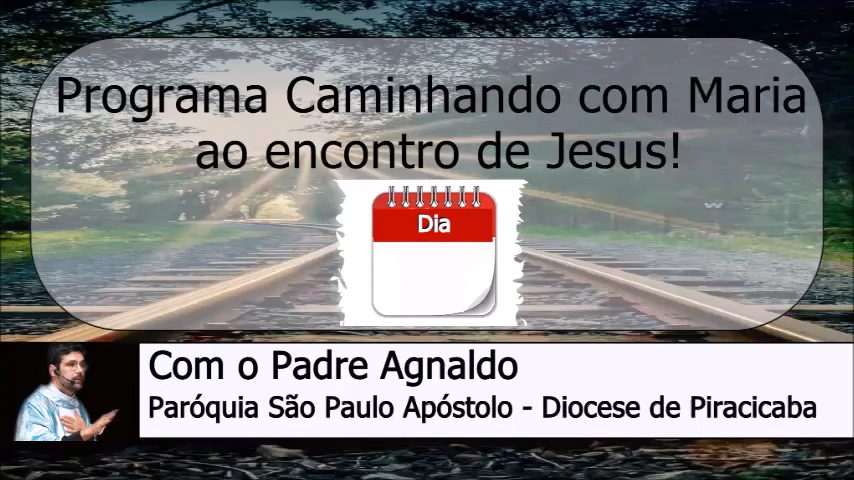 Programa Caminhando com Maria
ao encontro de Jesus!
Dia
Com o Padre Agnaldo
Paróquia São Paulo Apóstolo - Diocese de Piracicaba